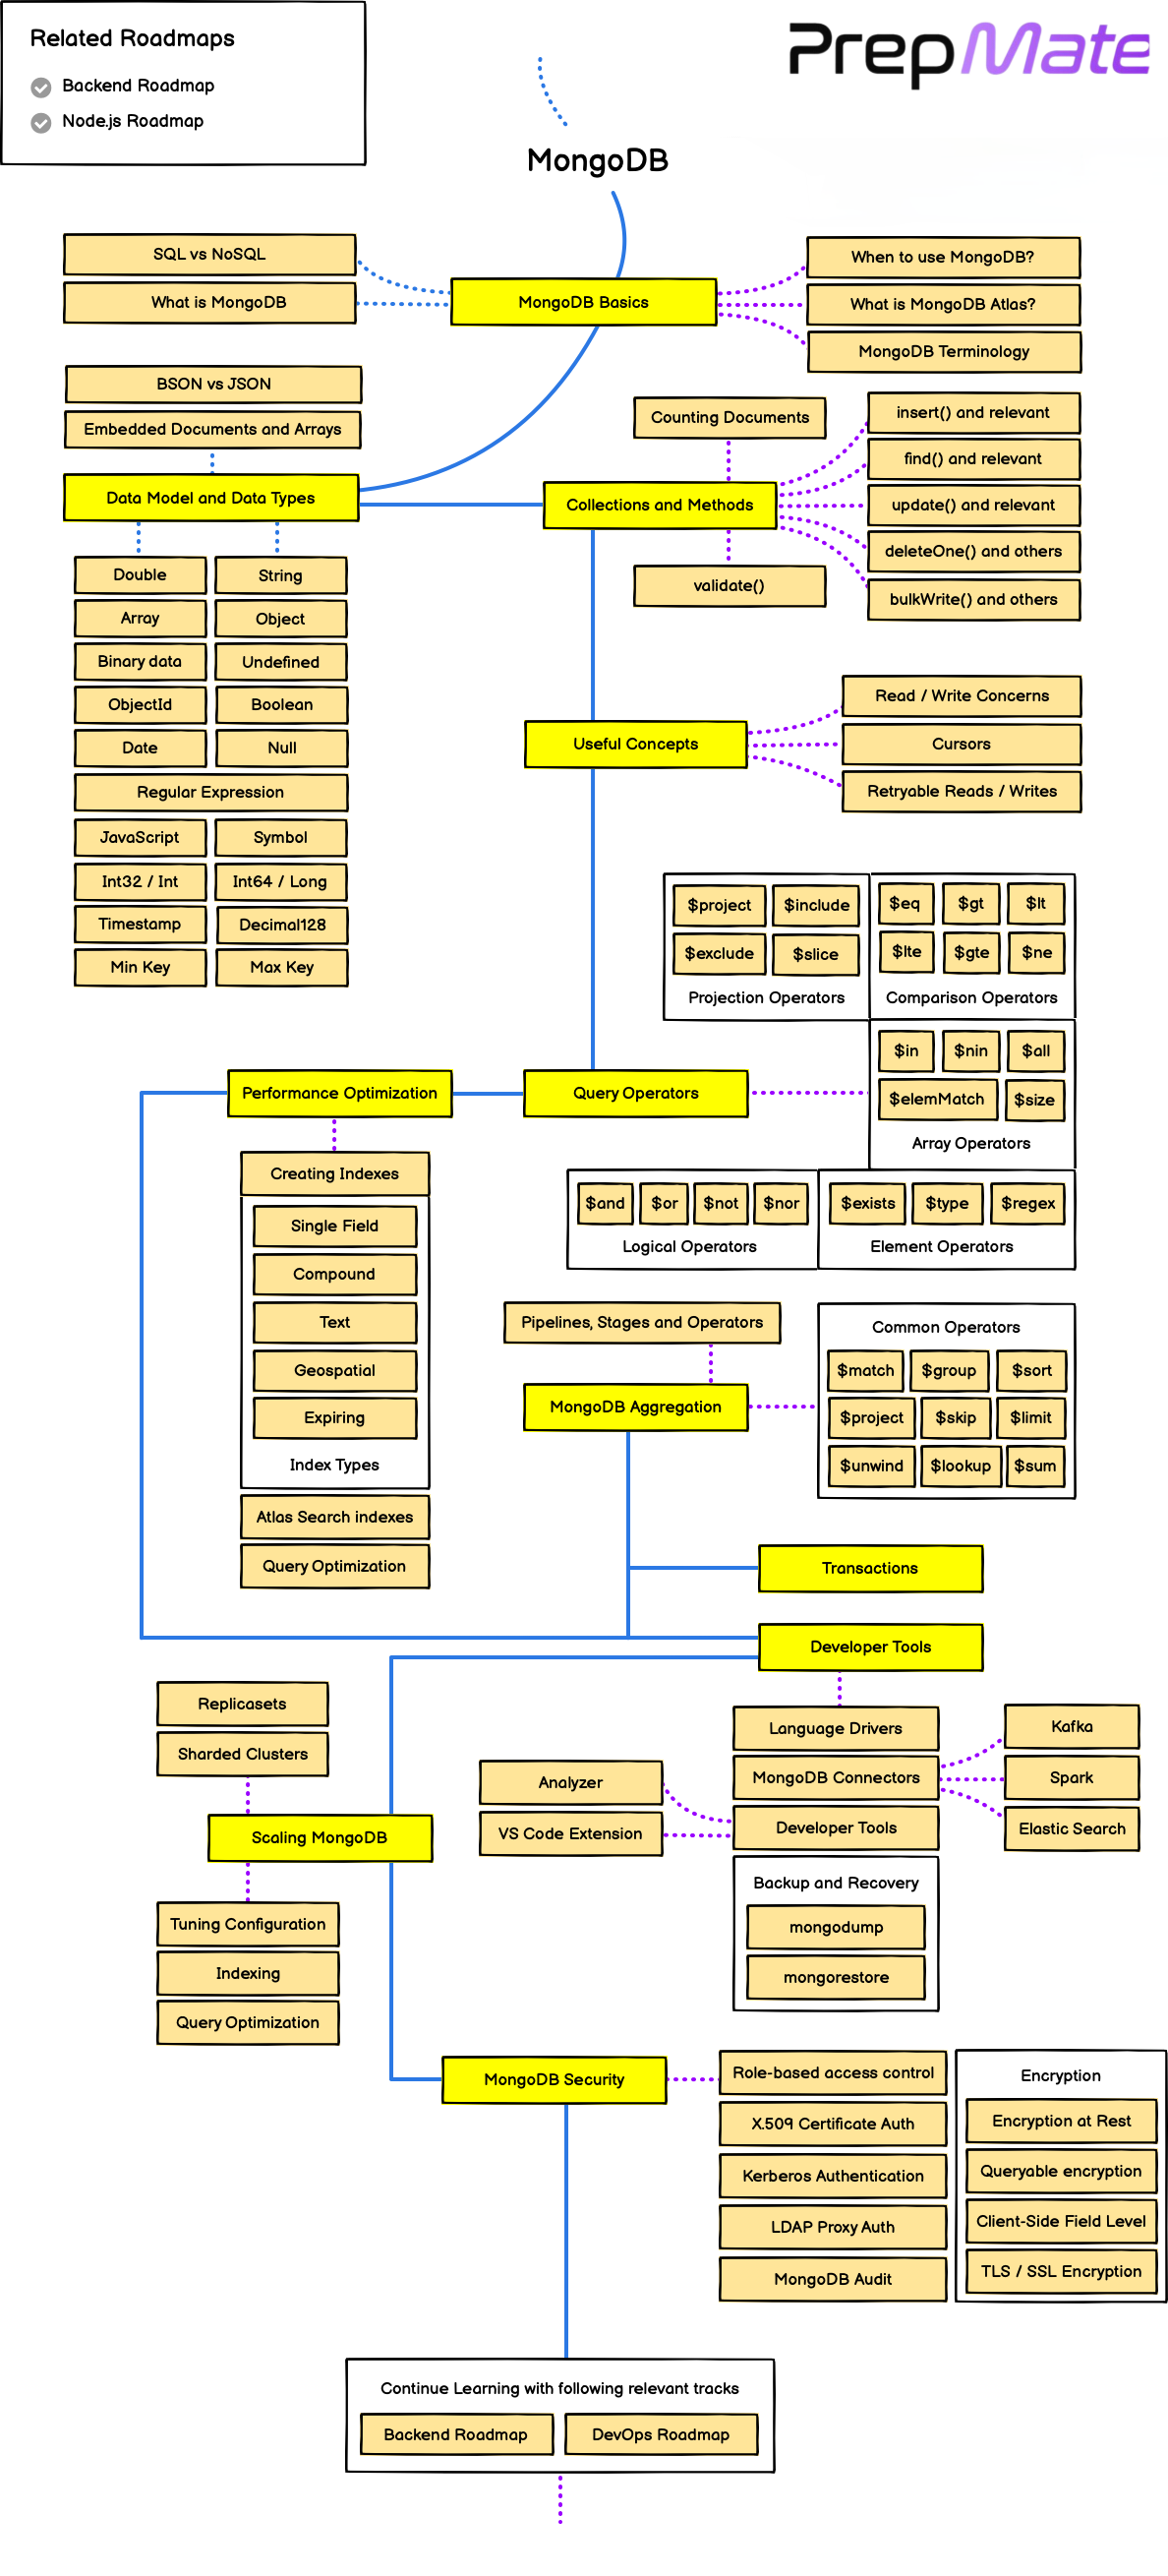 Related Roadmaps
Backend Roadmap
Node.js Roadmap
PrepMate
MongoDB
SQL vs NoSQL
What is MongoDB
MongoDB Basics
When to use MongoDB?
What is MongoDB Atlas?
MongoDB Terminology
BSON vs JSON
Embedded Documents and Arrays
Data Model and Data Types
Double
String
Array
Object
Binary data
Undefined
ObjectId
Boolean
Date
Null
Regular Expression
JavaScript
Symbol
Int32 / Int
Int64 / Long
Timestamp
Decimal128
Min Key
Max Key
Counting Documents
Collections and Methods
validate()
insert() and relevant
find() and relevant
update() and relevant
deleteOne() and others
bulkWrite() and others
Useful Concepts
Read / Write Concerns
Cursors
Retryable Reads / Writes
$project
$include
$exclude
$slice
Projection Operators
$eq
$gt
$lt
$lte
$gte
$ne
Comparison Operators
$in
$nin
$all
$elemMatch
$size
Array Operators
Query Operators
$and
$or
$not
$nor
Logical Operators
$exists
$type
$regex
Element Operators
Performance Optimization
Creating Indexes
Single Field
Compound
Text
Geospatial
Expiring
Index Types
Atlas Search indexes
Query Optimization
Pipelines, Stages and Operators
MongoDB Aggregation
Common Operators
$match
$group
$sort
$project
$skip
$limit
$unwind
$lookup
$sum
Transactions
Developer Tools
Language Drivers
MongoDB Connectors
Developer Tools
Kafka
Spark
Elastic Search
Analyzer
VS Code Extension
Backup and Recovery
mongodump
mongorestore
Replicasets
Sharded Clusters
Scaling MongoDB
Tuning Configuration
Indexing
Query Optimization
MongoDB Security
Role-based access control
X.509 Certificate Auth
Kerberos Authentication
LDAP Proxy Auth
MongoDB Audit
Encryption
Encryption at Rest
Queryable encryption
Client-Side Field Level
TLS / SSL Encryption
Continue Learning with following relevant tracks
Backend Roadmap
DevOps Roadmap